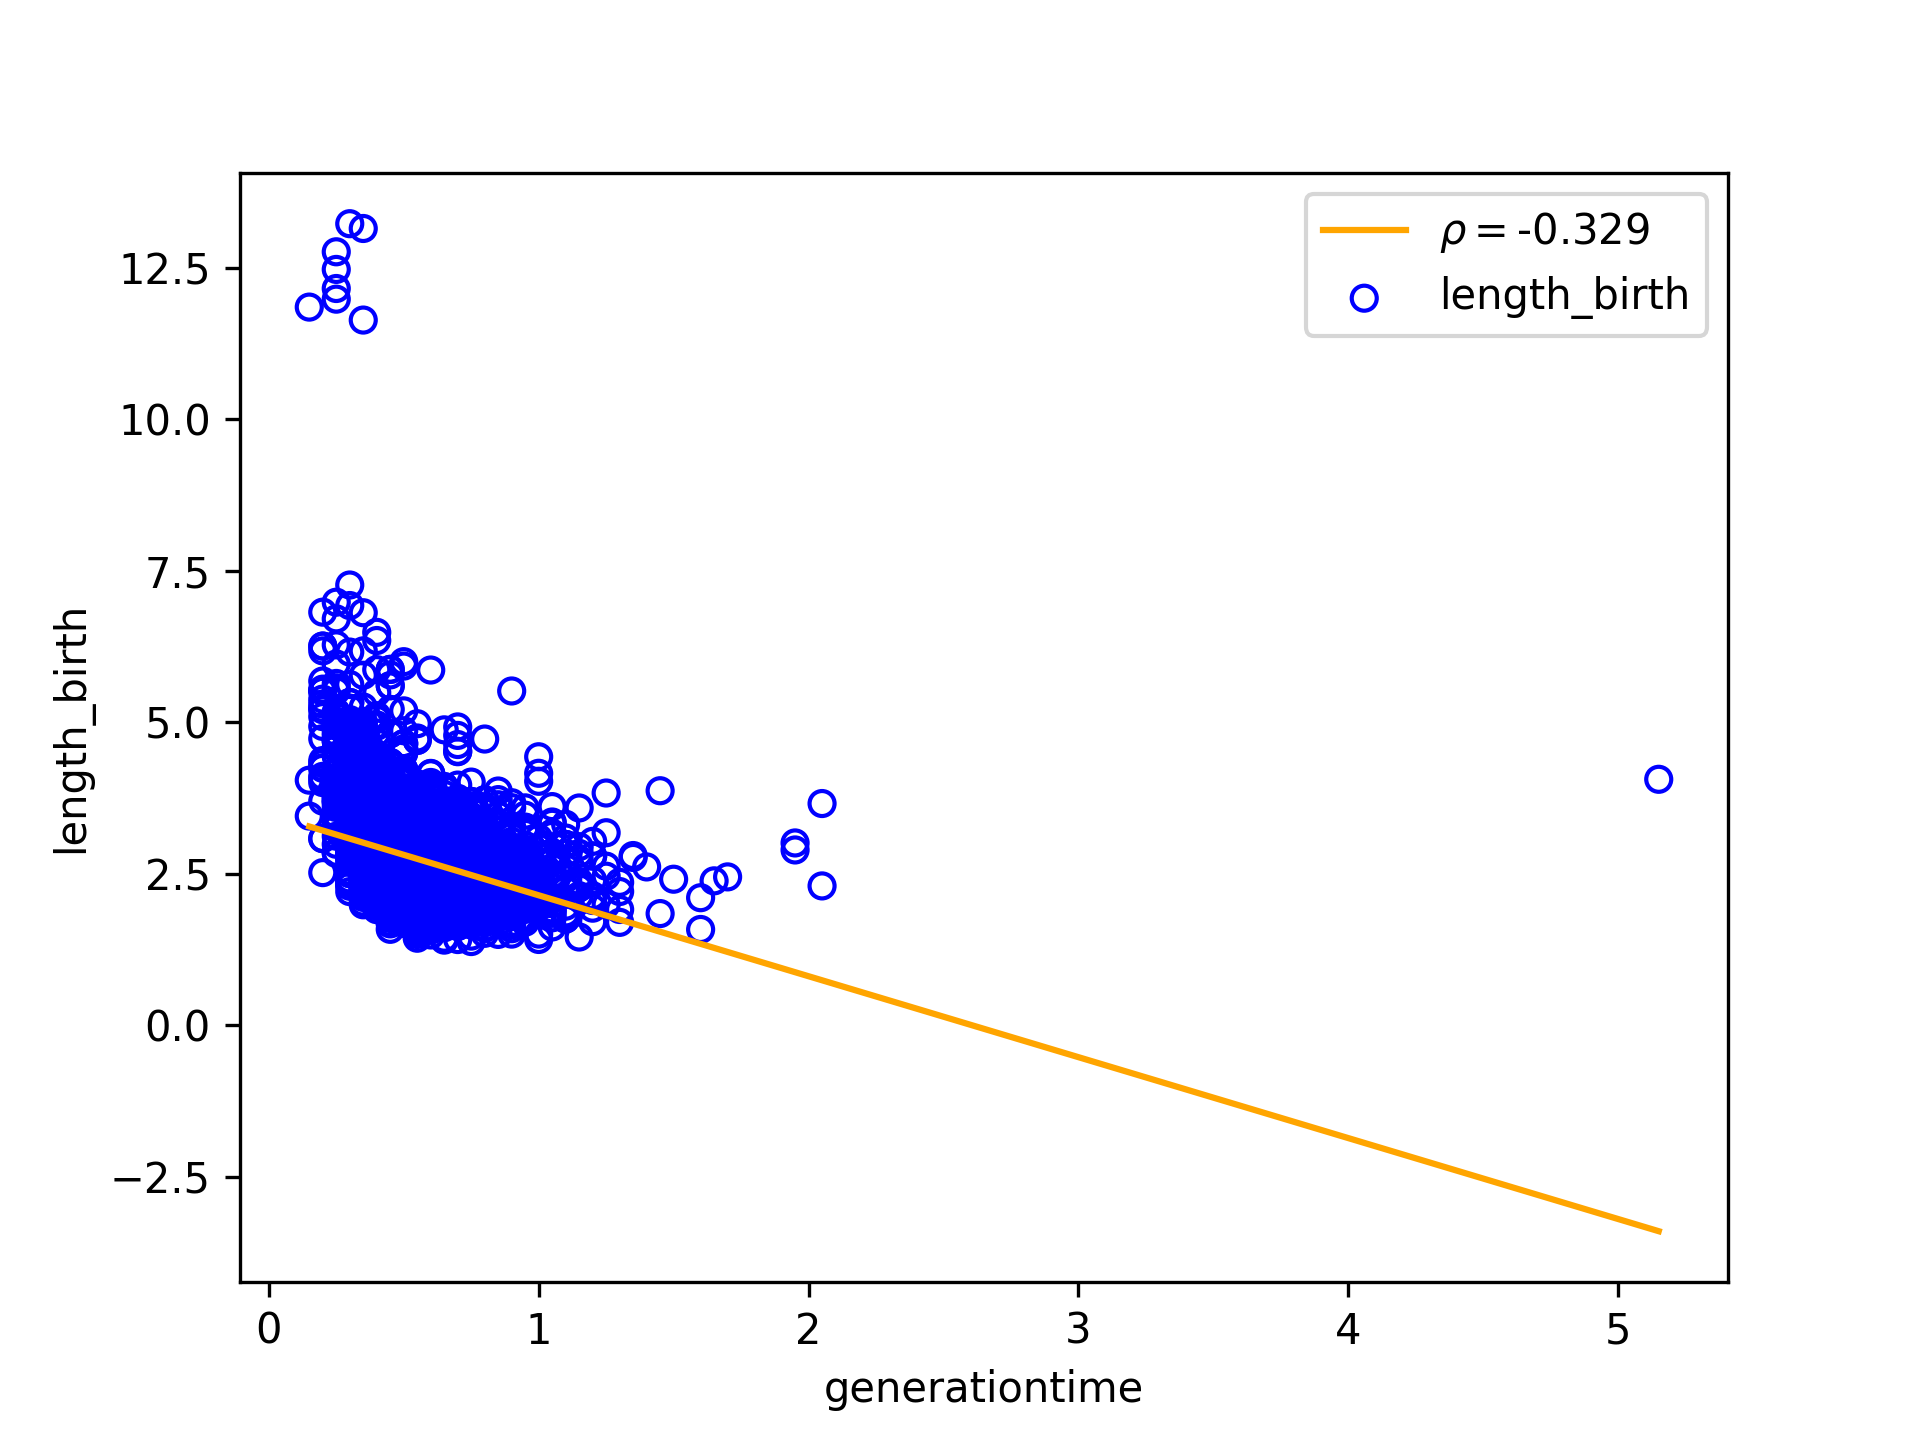 ρ = -0.329
length_birth
12.5
10.0
7.5
5.0
2.5
0.0
−2.5
length_birth
0 1 2 3 4 5
generationtime